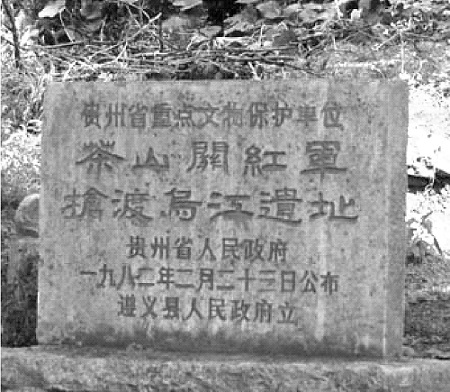 贵州省重点文物保护单位
茶山關紅軍
搶渡烏江遺址
贵州省人民政府
一九八二年二月二十三日公布
遵义县人民政府立